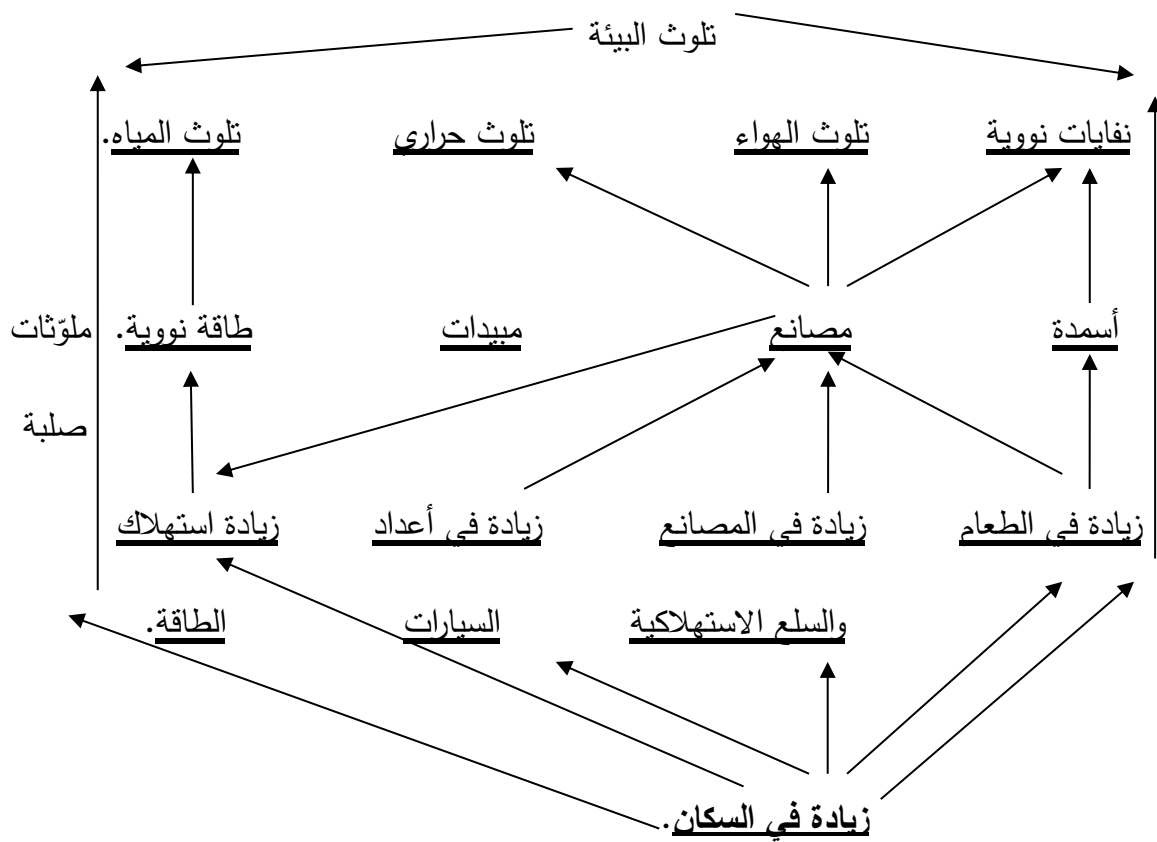 تلوث البيئة
نفايات نووية تلوث الهواء تلوث حراري تلوث المياه.
أسمدة مصانع مبيدات طاقة نووية. ملوّثات
صلبة
زيادة في الطعام زيادة في المصانع زيادة في أعداد زيادة استهلاك
والسلع الاستهلاكية السيارات الطاقة.
زيادة في السكان.